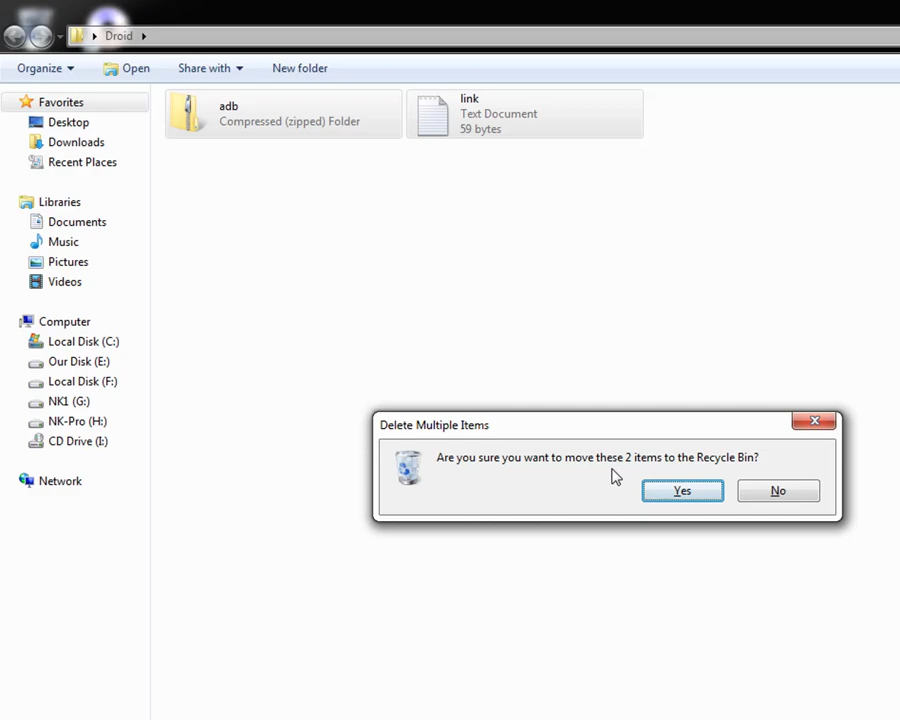 Droid
Organize Open Share with New folder
Favorites
Desktop
Downloads
Recent Places
Libraries
Documents
Music
Pictures
Videos
Computer
Local Disk (C:)
Our Disk (E:)
Local Disk (F:)
NK1 (G:)
NK-Pro (H:)
CD Drive (I:)
Network
adb
Compressed (zipped) Folder
link
Text Document
59 bytes
Delete Multiple Items
Are you sure you want to move these 2 items to the Recycle Bin?
Yes No